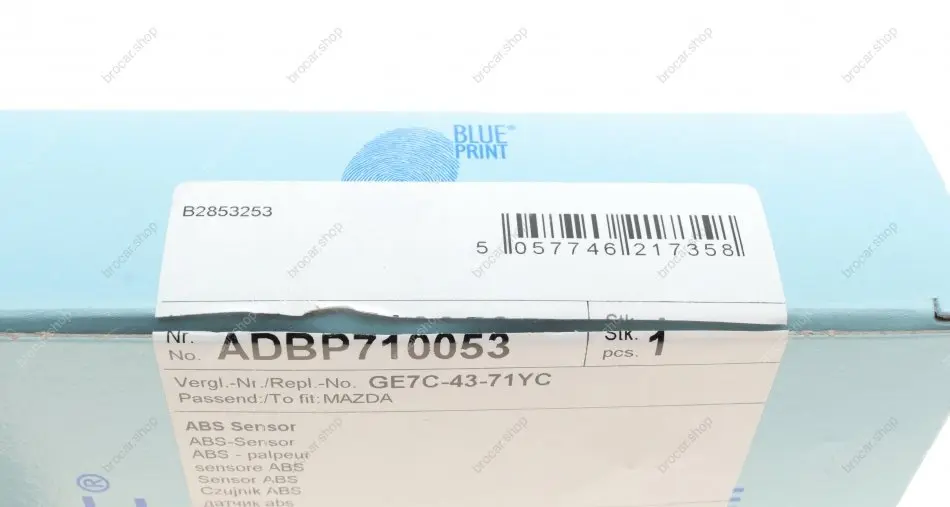 BLUE®
PRINT
B2853253
5 057746 217358
Nr. Stk.
No. ADBP710053 pcs. 1
Vergl.-Nr./Repl.-No. GE7C-43-71YC
Passend:/To fit:MAZDA
ABS Sensor
ABS-Sensor
ABS - palpeur
sensore ABS
Sensor ABS
Czujnik ABS
датчик abs
®
brocar.shop